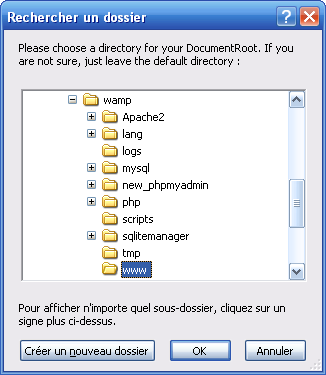 Rechercher un dossier
Please choose a directory for your DocumentRoot. If you
are not sure, just leave the default directory :
wamp
Apache2
lang
logs
mysql
new_phpmyadmin
php
scripts
sqlitemanager
tmp
www
Pour afficher n'importe quel sous-dossier, cliquez sur un
signe plus ci-dessus.
Créer un nouveau dossier
OK
Annuler